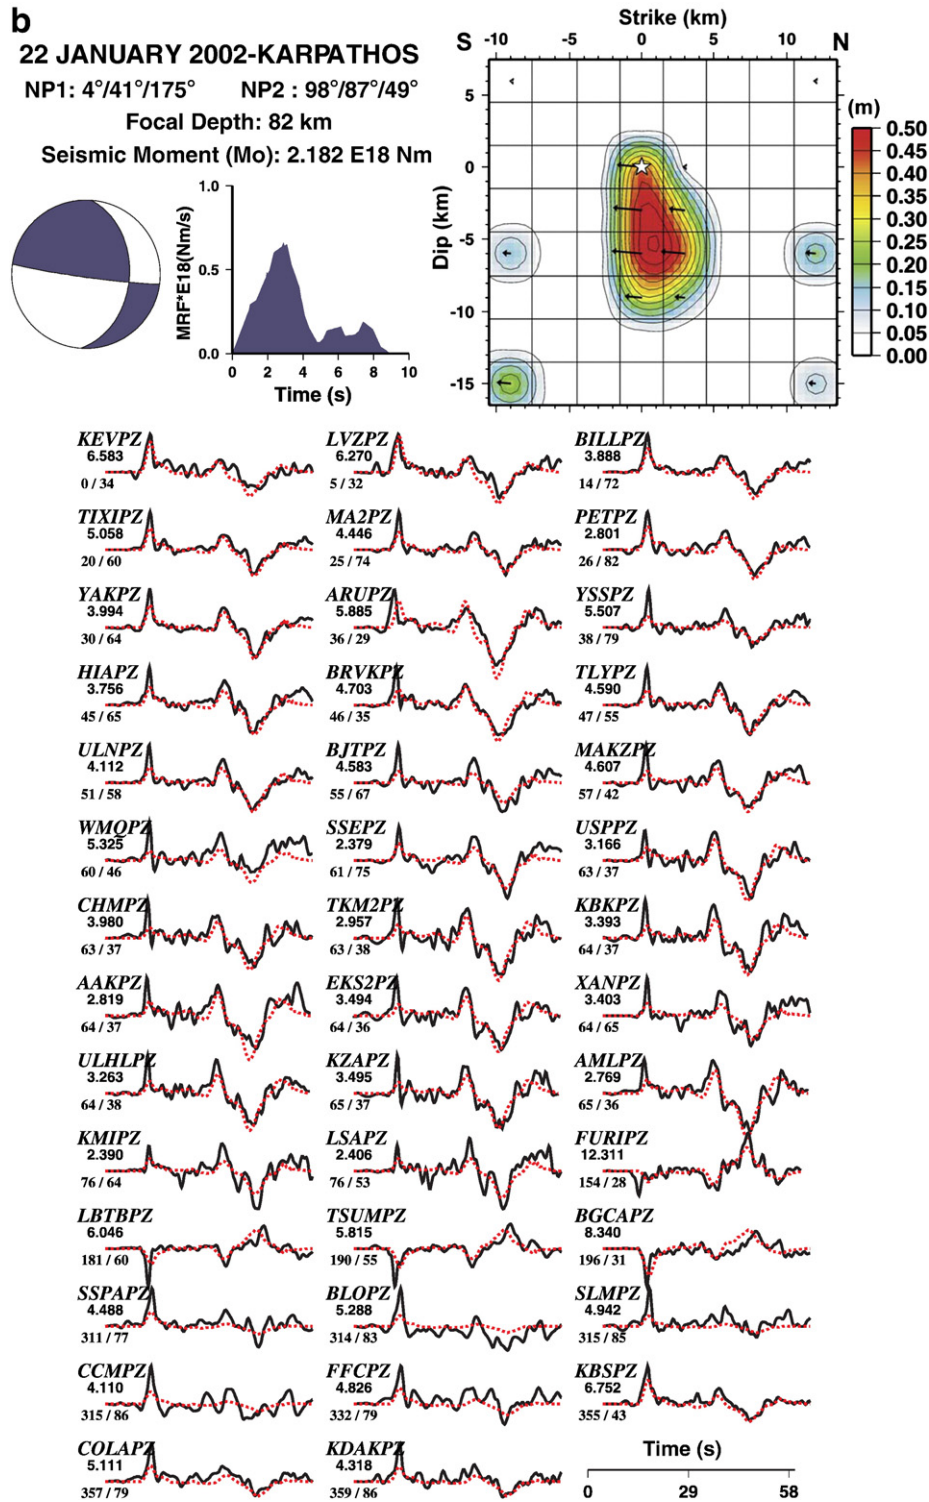 b
22 JANUARY 2002-KARPATHOS
NP1: 4°/41°/175° NP2 : 98°/87°/49°
Focal Depth: 82 km
Seismic Moment (Mo): 2.182 E18 Nm
MRF*E18(Nm/s)
1.0
0.5
0.0
0 2 4 6 8 10
Time (s)
Strike (km)
S -10 -5 0 5 10 N
Dip (km)
5
0
-5
-10
-15
(m)
0.50
0.45
0.40
0.35
0.30
0.25
0.20
0.15
0.10
0.05
0.00
KEVPZ LVZPZ BILLPZ
6.583 6.270 3.888
0 / 34 5 / 32 14 / 72
TIXIPZ MA2PZ PETPZ
5.058 4.446 2.801
20 / 60 25 / 74 26 / 82
YAKPZ ARUPZ YSSPZ
3.994 5.885 5.507
30 / 64 36 / 29 38 / 79
HIAPZ BRVKPZ TLYPZ
3.756 4.703 4.590
45 / 65 46 / 35 47 / 55
ULNPZ BJTPZ MAKZPZ
4.112 4.583 4.607
51 / 58 55 / 67 57 / 42
WMQPZ SSEPZ USPPZ
5.325 2.379 3.166
60 / 46 61 / 75 63 / 37
CHMPZ TKM2PZ KBKPZ
3.980 2.957 3.393
63 / 37 63 / 38 64 / 37
AAKPZ EKS2PZ XANPZ
2.819 3.494 3.403
64 / 37 64 / 36 64 / 65
ULHLPZ KZAPZ AMLPZ
3.263 3.495 2.769
64 / 38 65 / 37 65 / 36
KMIPZ LSAPZ FURIPZ
2.390 2.406 12.311
76 / 64 76 / 53 154 / 28
LBTBPZ TSUMPZ BGCAPZ
6.046 5.815 8.340
181 / 60 190 / 55 196 / 31
SSPAPZ BLOPZ SLMPZ
4.488 5.288 4.942
311 / 77 314 / 83 315 / 85
CCMPZ FFCPZ KBSPZ
4.110 4.826 6.752
315 / 86 332 / 79 355 / 43
COLAPZ KDAKPZ
5.111 4.318
357 / 79 359 / 86
Time (s)
0 29 58